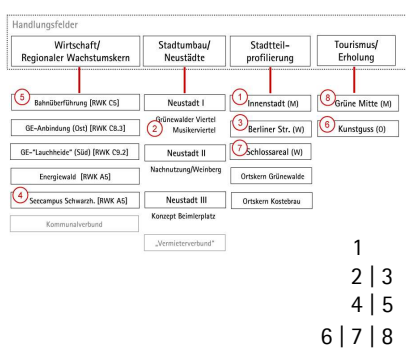 Handlungsfelder
Wirtschaft/
Regionaler Wachstumskern
Stadtumbau/
Neustädte
Stadtteil-
profilierung
Tourismus/
Erholung
5 Bahnüberführung [RWK C5]
GE-Anbindung (Ost) [RWK C8.3]
GE-"Lauchheide" (Süd) [RWK C9.2]
Energiewald [RWK A5]
4 Seecampus Schwarzh. [RWK A6]
Kommunalverbund
Neustadt I
Grünewalder Viertel
2 Musikerviertel
Neustadt II
Nachnutzung/Weinberg
Neustadt III
Konzept Beimlerplatz
„Vermieterverbund"
1 Innenstadt (M)
3 Berliner Str. (W)
7 Schlossareal (W)
Ortskern Grünewalde
Ortskern Kostebrau
8 Grüne Mitte (M)
6 Kunstguss (O)
1
2 | 3
4 | 5
6 | 7 | 8